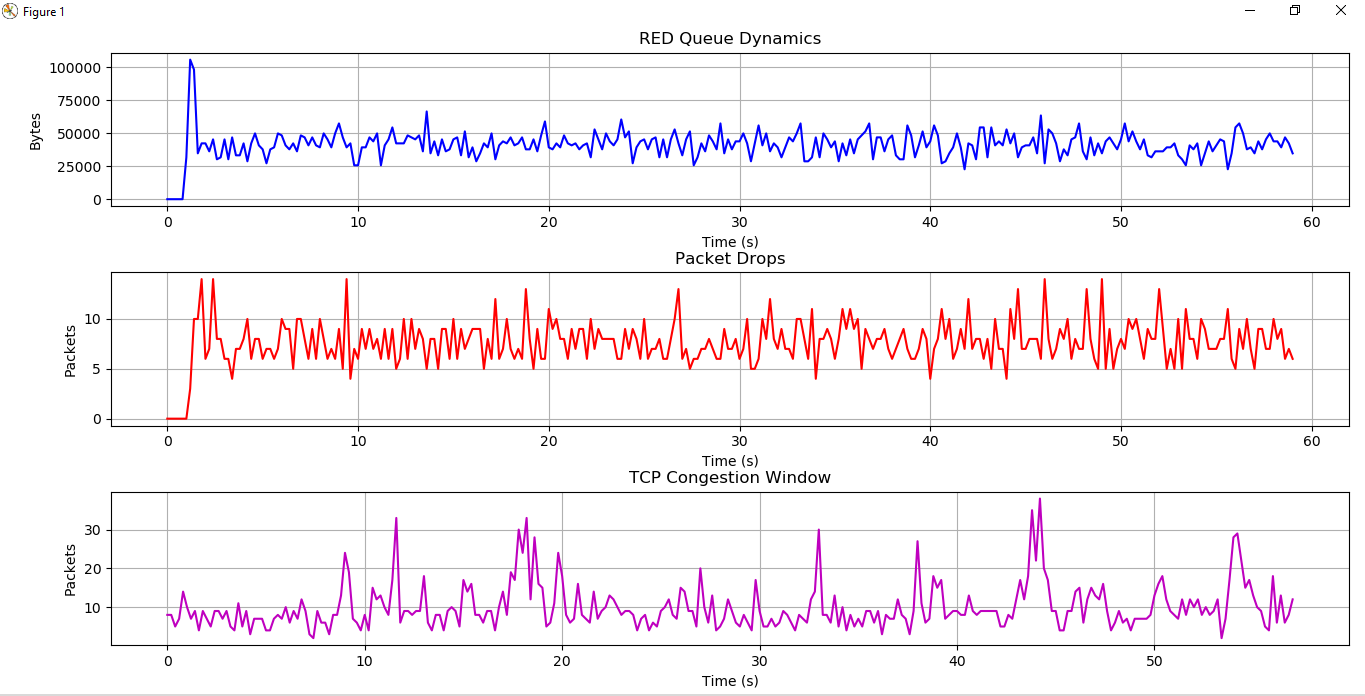 Figure 1
RED Queue Dynamics
100000
75000
50000
25000
0
Bytes
0 10 20 30 40 50 60
Time (s)
Packet Drops
10
5
0
Packets
0 10 20 30 40 50 60
Time (s)
TCP Congestion Window
30
20
10
Packets
0 10 20 30 40 50
Time (s)